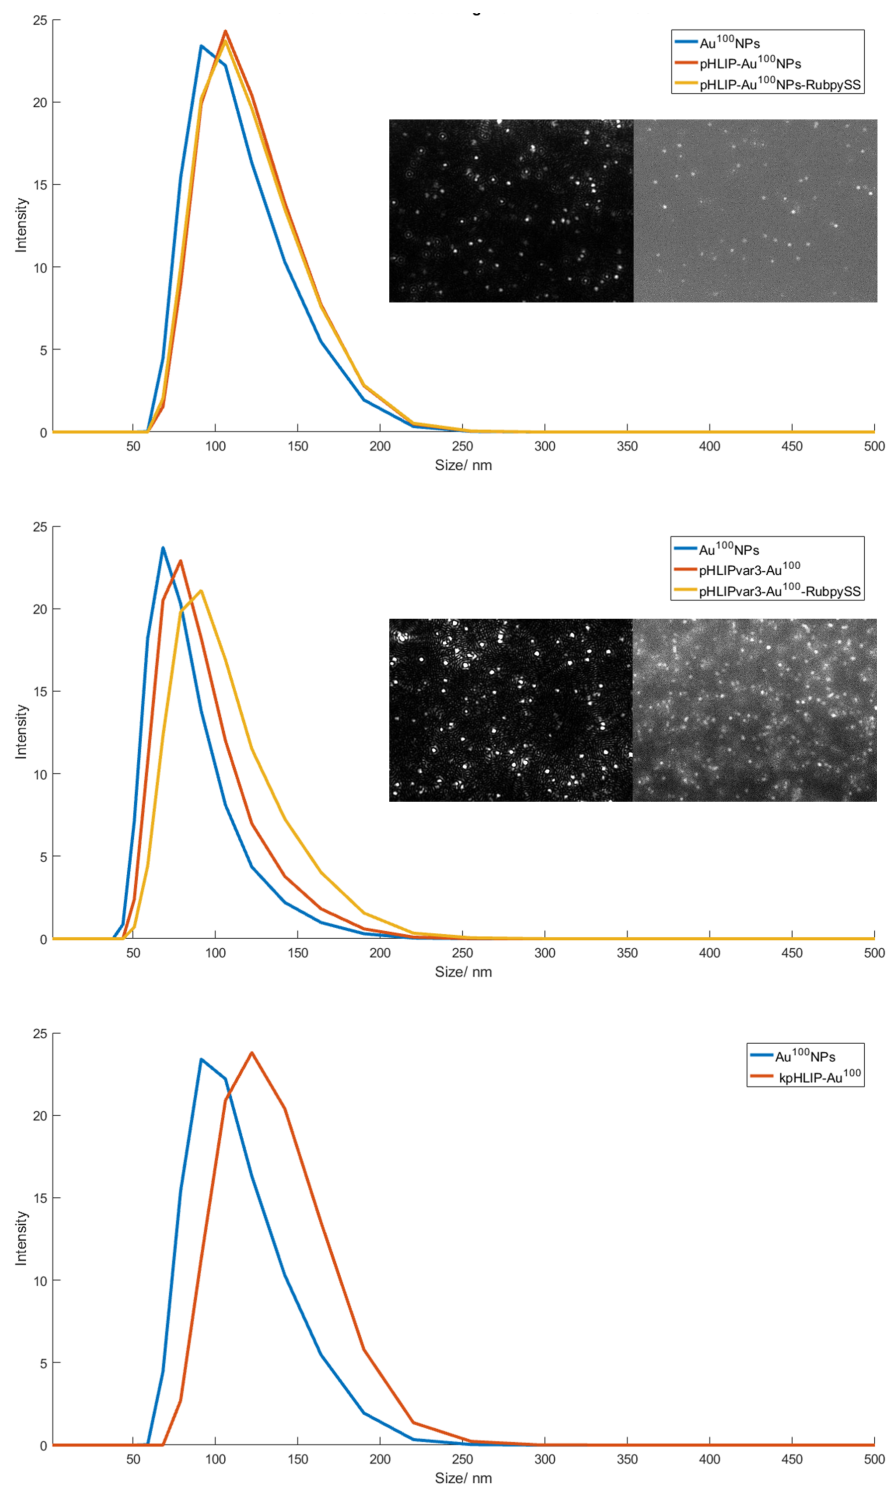 25
20
15
10
5
0
Intensity
50 100 150 200 250 300 350 400 450 500
Size/ nm
Au¹⁰⁰NPs
pHLIP-Au¹⁰⁰NPs
pHLIP-Au¹⁰⁰NPs-RubpySS
25
20
15
10
5
0
Intensity
50 100 150 200 250 300 350 400 450 500
Size/ nm
Au¹⁰⁰NPs
pHLIPvar3-Au¹⁰⁰
pHLIPvar3-Au¹⁰⁰-RubpySS
25
20
15
10
5
0
Intensity
50 100 150 200 250 300 350 400 450 500
Size/ nm
Au¹⁰⁰NPs
kpHLIP-Au¹⁰⁰